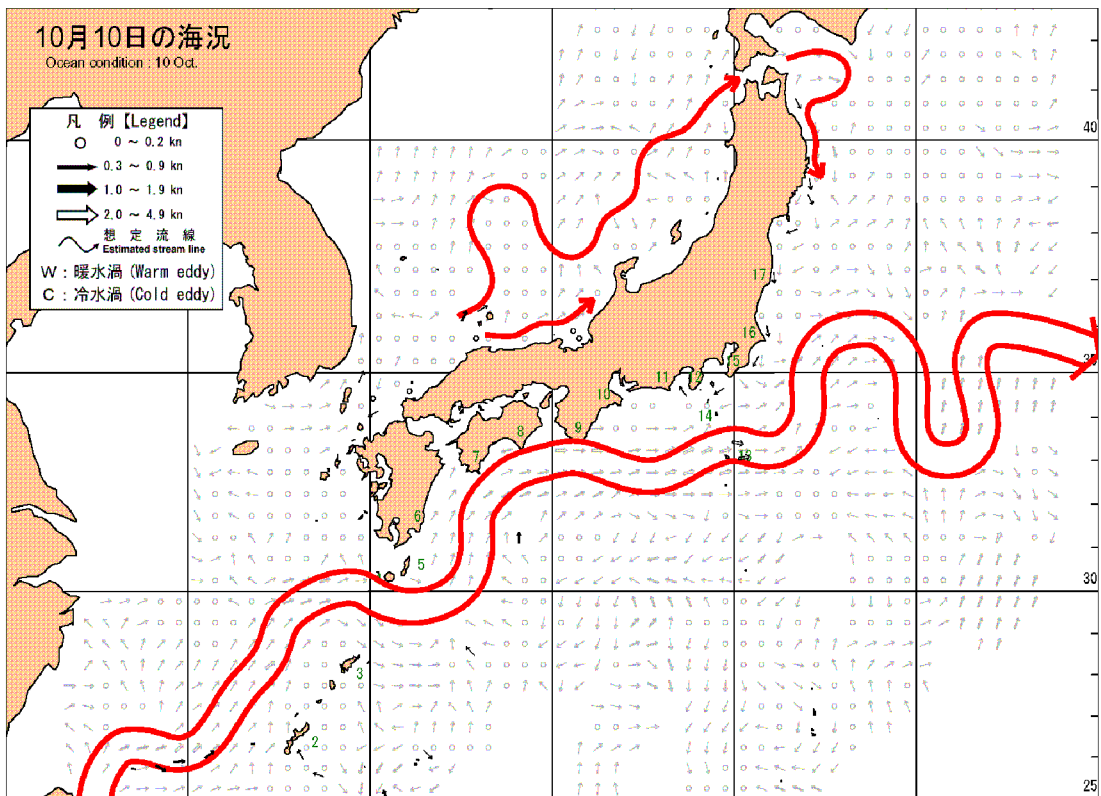 10月10日の海況
Ocean condition : 10 Oct.
凡 例【Legend】
0 ～ 0.2 kn
0.3 ～ 0.9 kn
1.0 ～ 1.9 kn
2.0 ～ 4.9 kn
想 定 流 線
Estimated stream line
W : 暖水渦 (Warm eddy)
C : 冷水渦 (Cold eddy)
40
17
16
35
15
12
11
10
14
9
8
7
13
6
5
30
3
2
25